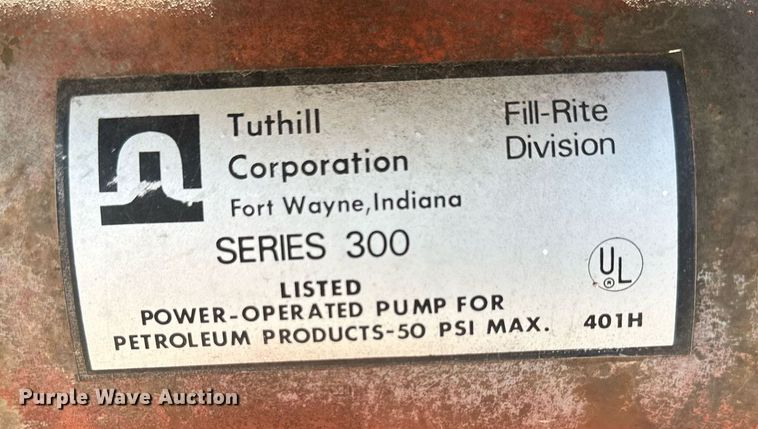 Tuthill
Corporation
Fort Wayne, Indiana
Fill-Rite
Division
SERIES 300
LISTED
POWER-OPERATED PUMP FOR
PETROLEUM PRODUCTS-50 PSI MAX.
UL
®
401H
Purple Wave Auction